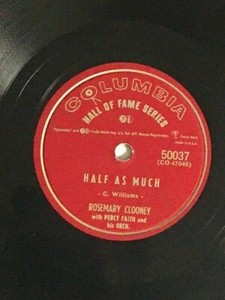 COLUMBIA
HALL OF FAME SERIES
50037
(CO 47045)
HALF AS MUCH
- C. Williams -
ROSEMARY CLOONEY
with PERCY FAITH and
his ORCH.